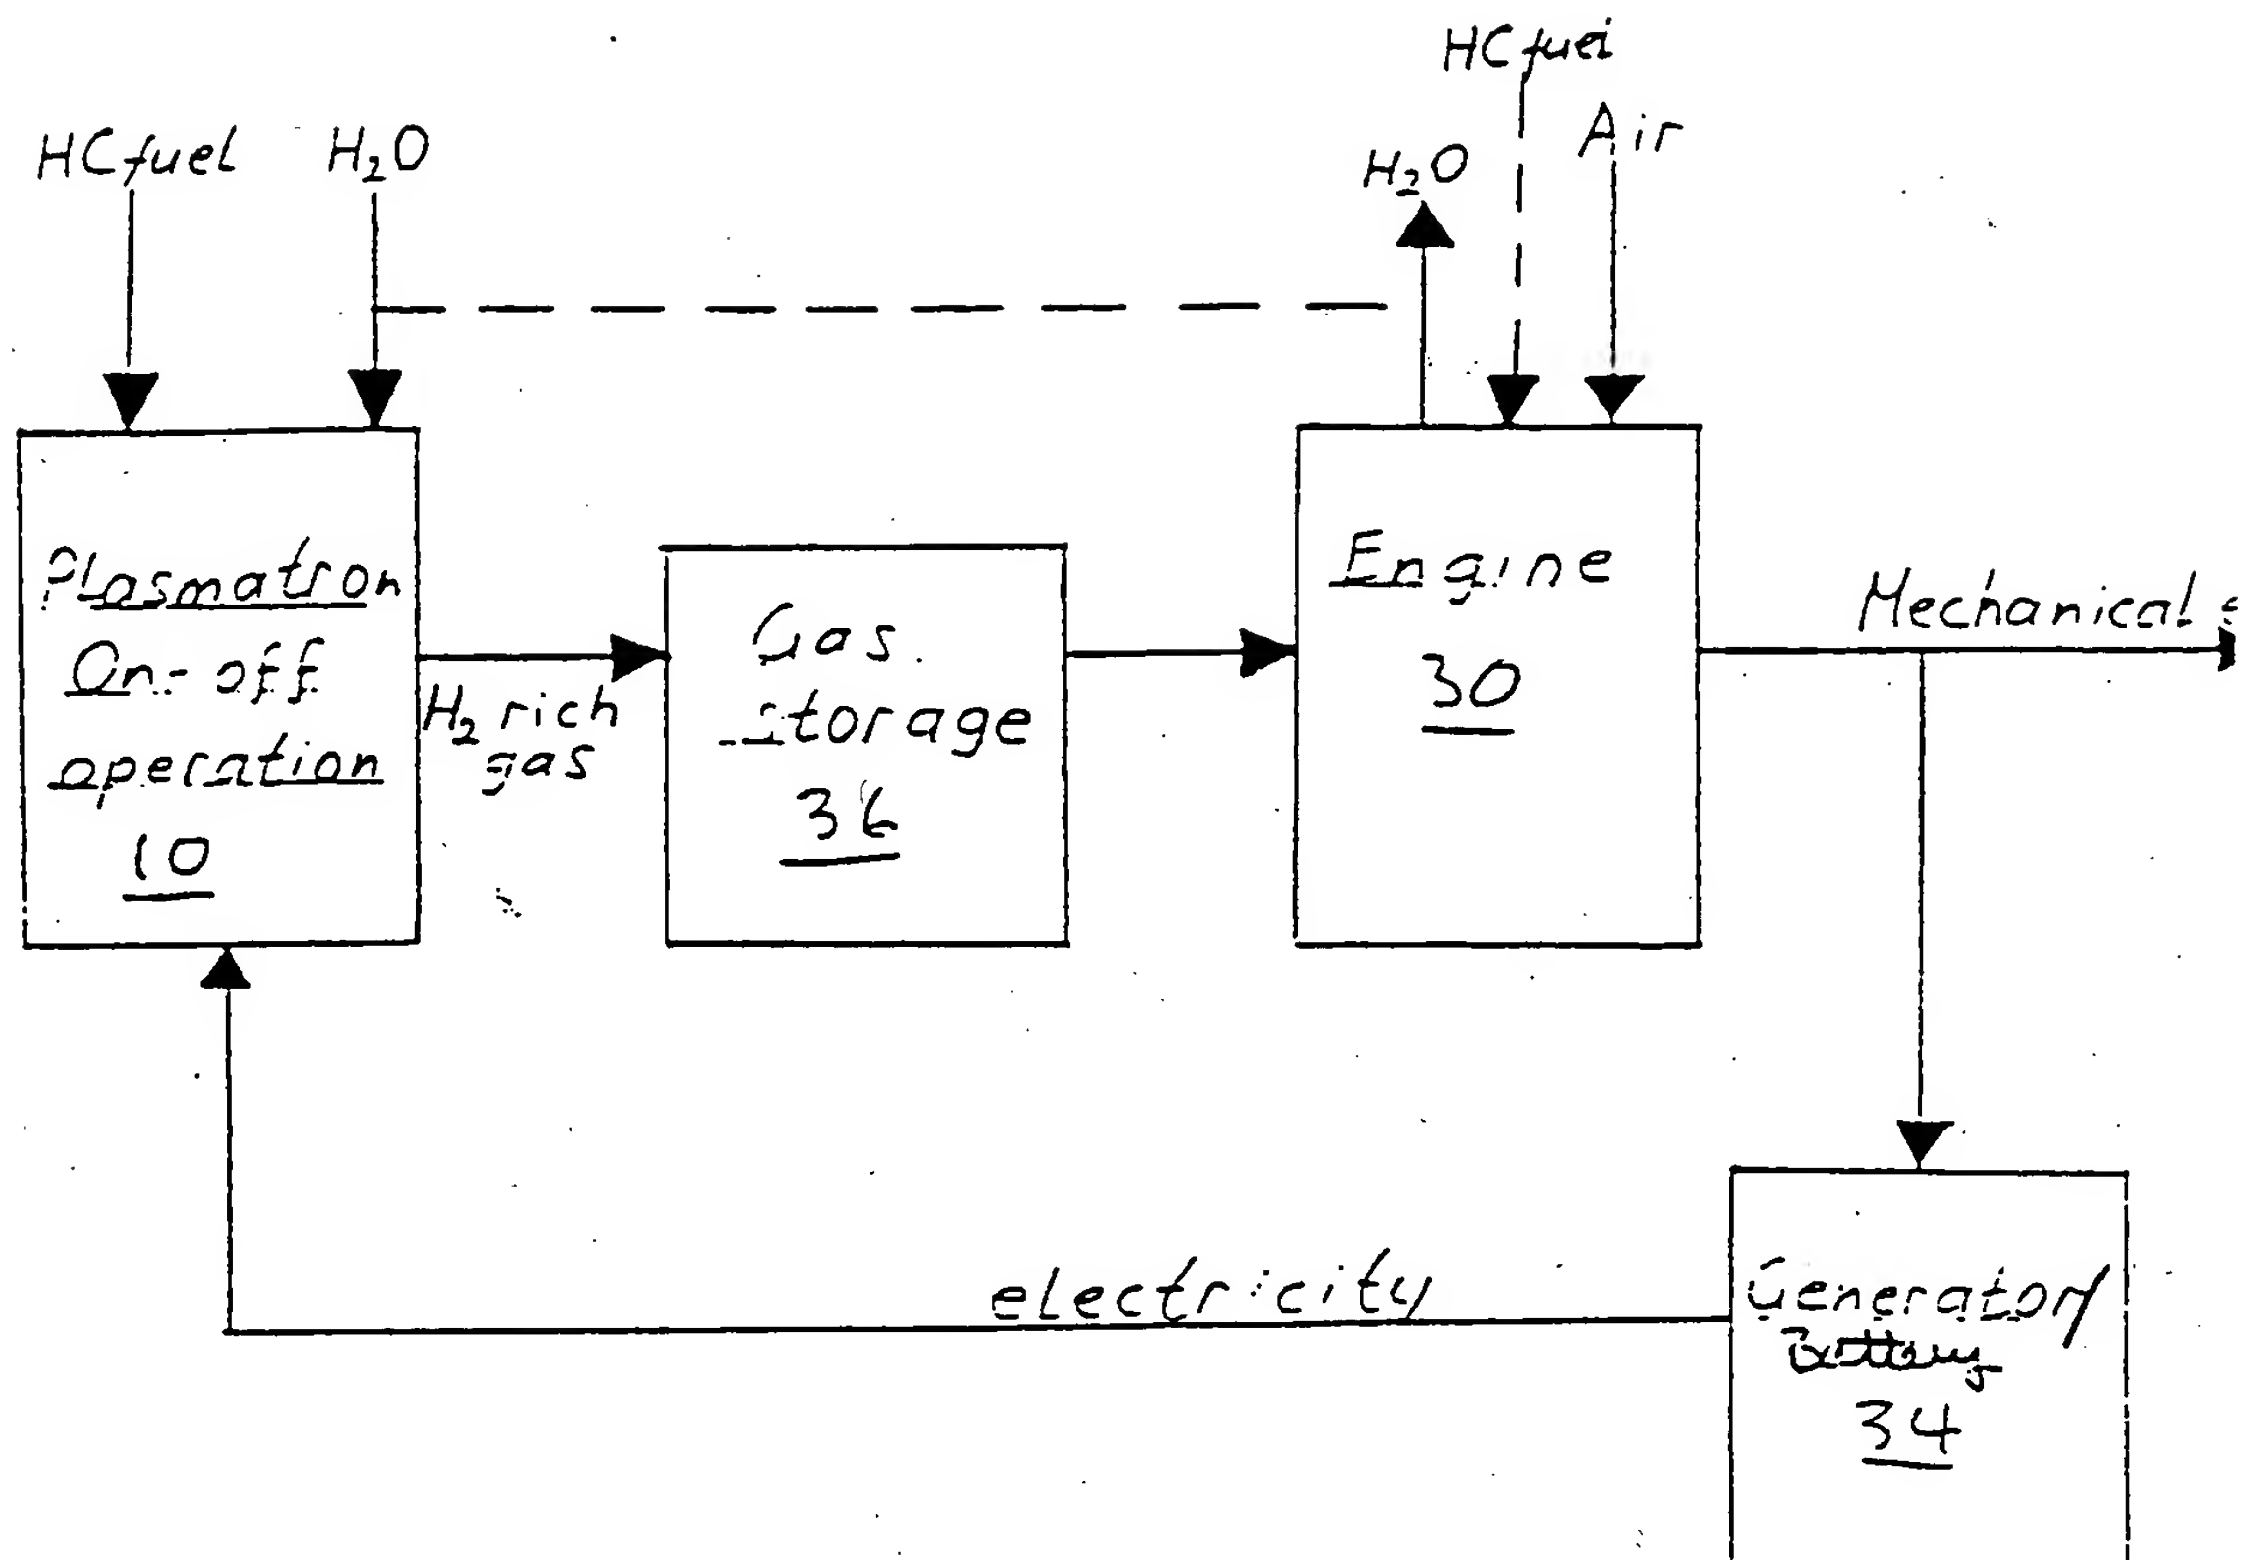 HC fuel
H₂O
H₂O
HC fuel
Air
Plasmatron
On-off
operation
10
H₂ rich
gas
Gas
storage
36
Engine
30
Mechanical
electricity
Generator/
Battery
34